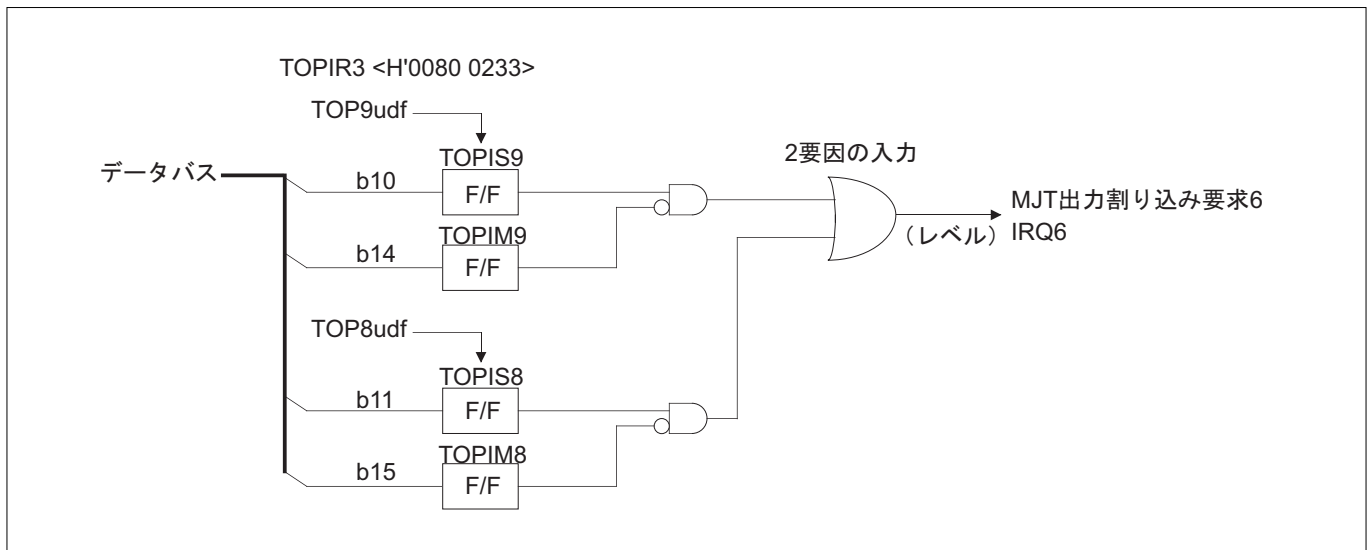 TOPIR3 <H'0080 0233>
TOP9udf
データバス
b10
TOPIS9
F/F
b14
TOPIM9
F/F
2要因の入力
(レベル)
MJT出力割り込み要求6
IRQ6
TOP8udf
b11
TOPIS8
F/F
b15
TOPIM8
F/F